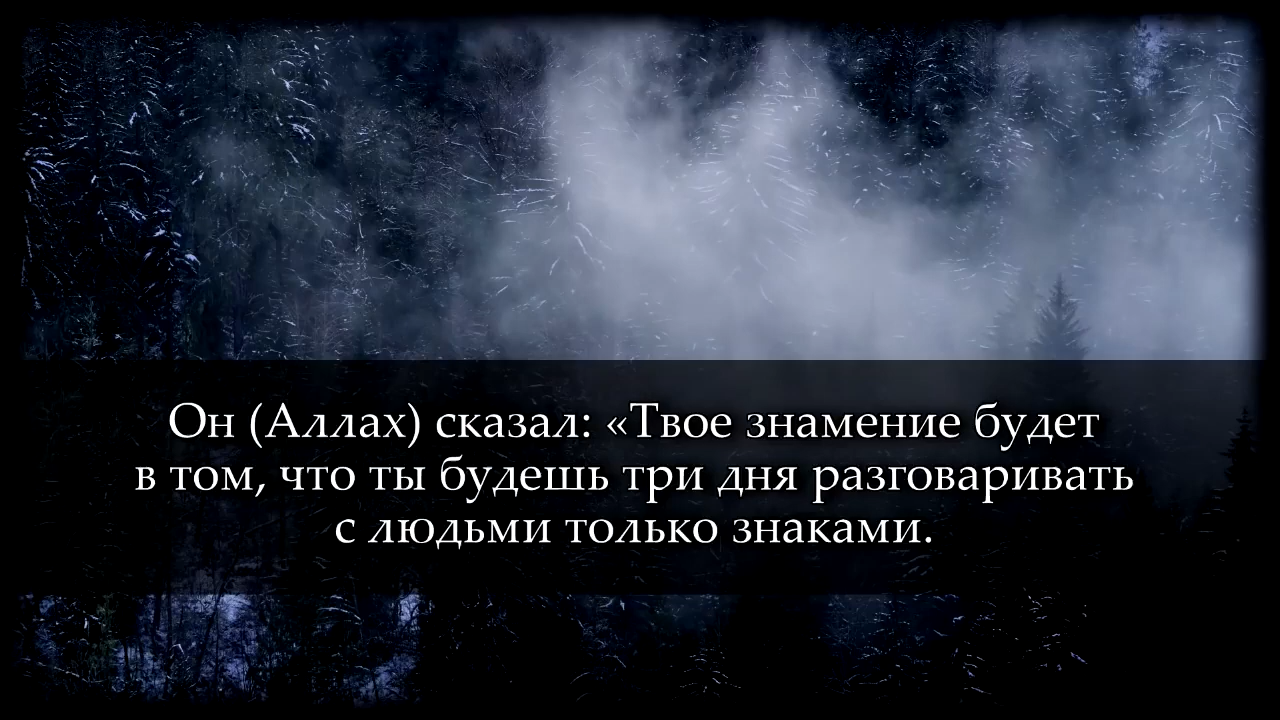 Он (Аллах) сказал: «Твое знамение будет
в том, что ты будешь три дня разговаривать
с людьми только знаками.